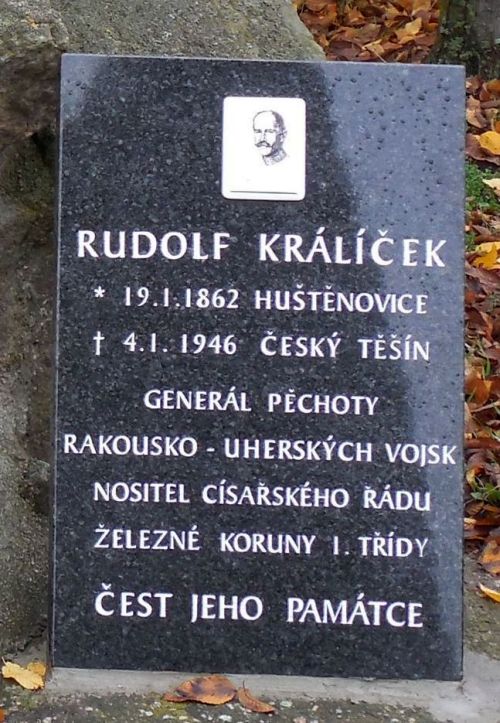 RUDOLF KRÁLÍČEK
* 19.1.1862 HUŠTĚNOVICE
† 4.1.1946 ČESKÝ TĚŠÍN
GENERÁL PĚCHOTY
RAKOUSKO - UHERSKÝCH VOJSK
NOSITEL CÍSAŘSKÉHO ŘÁDU
ŽELEZNÉ KORUNY I. TŘÍDY
ČEST JEHO PAMÁTCE